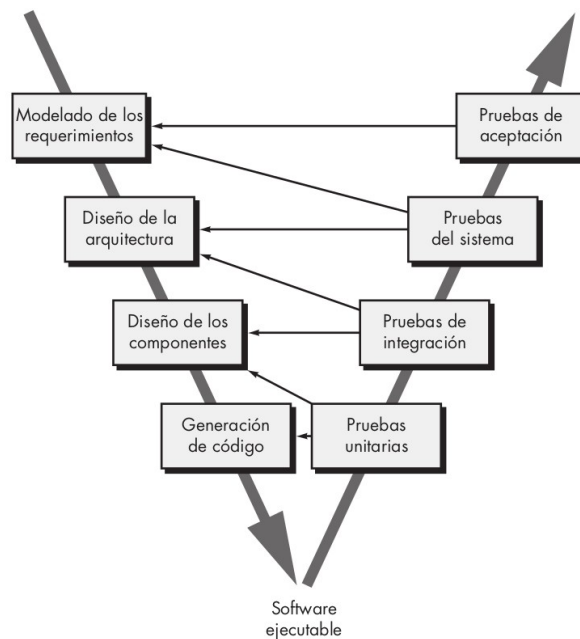 Modelado de los
requerimientos
Pruebas de
aceptación
Diseño de la
arquitectura
Pruebas
del sistema
Diseño de los
componentes
Pruebas de
integración
Generación
de código
Pruebas
unitarias
Software
ejecutable